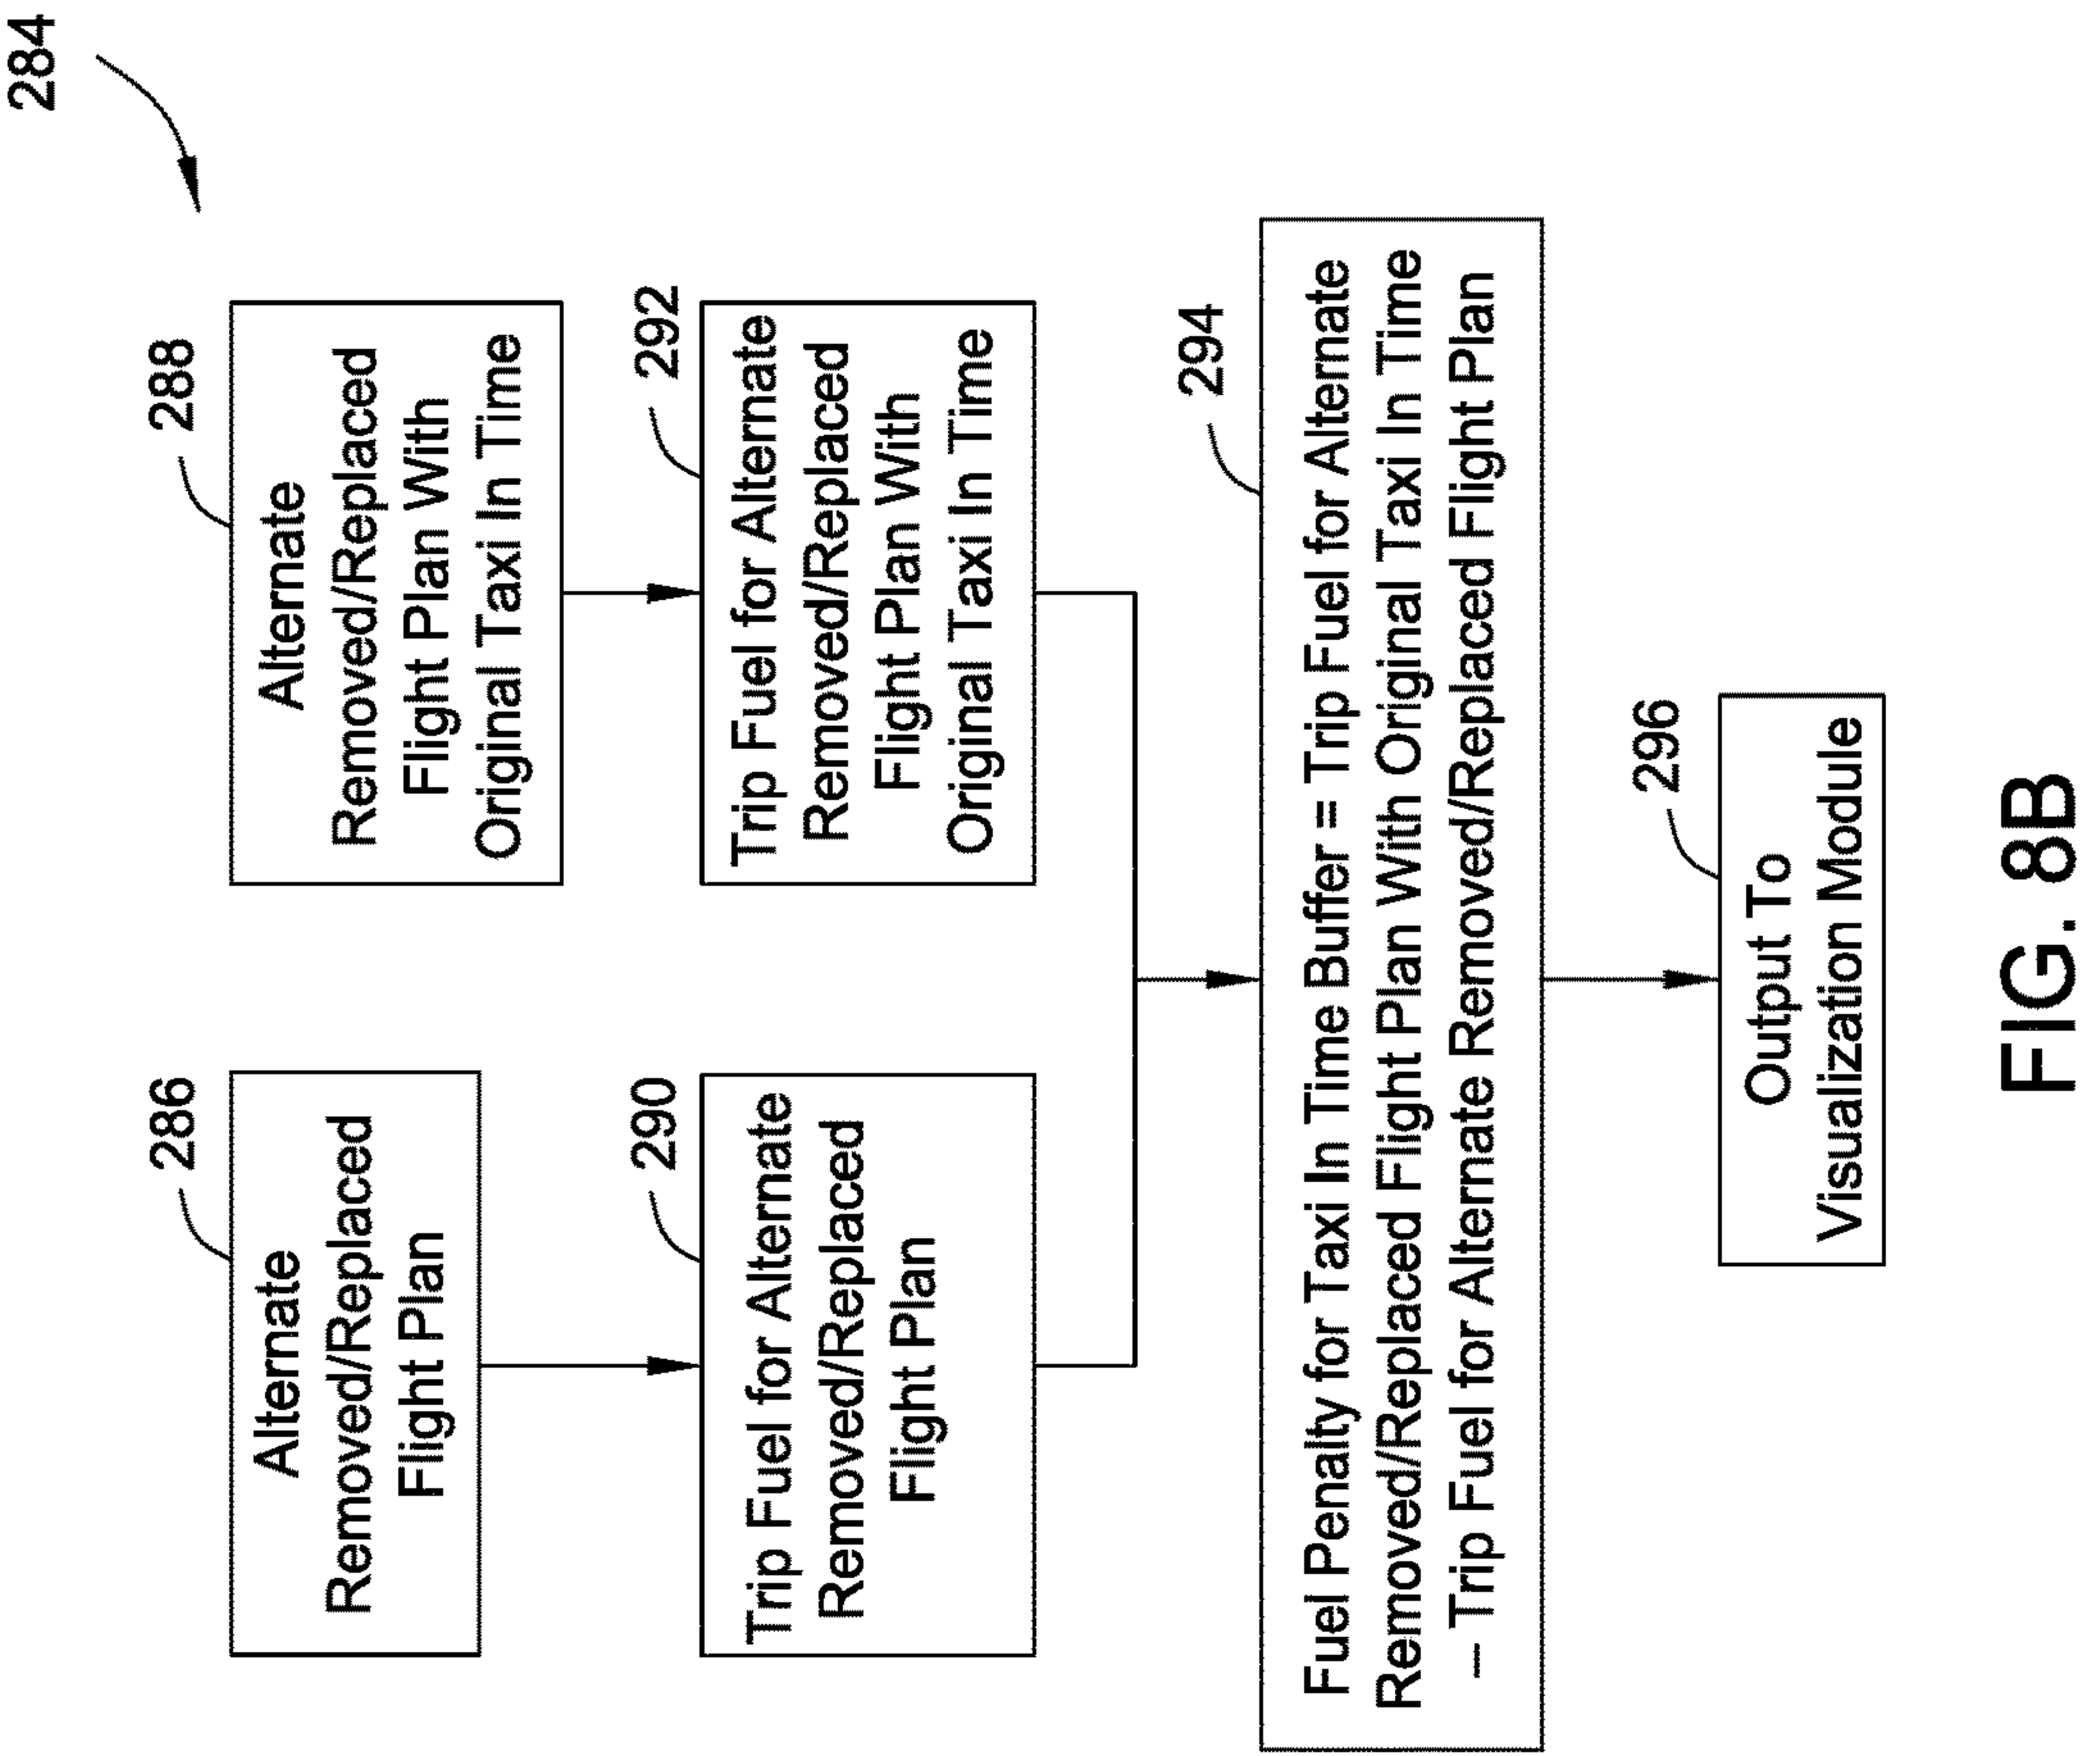 284
286
Alternate
Removed/Replaced
Flight Plan
288
Alternate
Removed/Replaced
Flight Plan With
Original Taxi In Time
290
Trip Fuel for Alternate
Removed/Replaced
Flight Plan
292
Trip Fuel for Alternate
Removed/Replaced
Flight Plan With
Original Taxi In Time
294
Fuel Penalty for Taxi In Time Buffer = Trip Fuel for Alternate
Removed/Replaced Flight Plan With Original Taxi In Time
– Trip Fuel for Alternate Removed/Replaced Flight Plan
296
Output To
Visualization Module
FIG. 8B